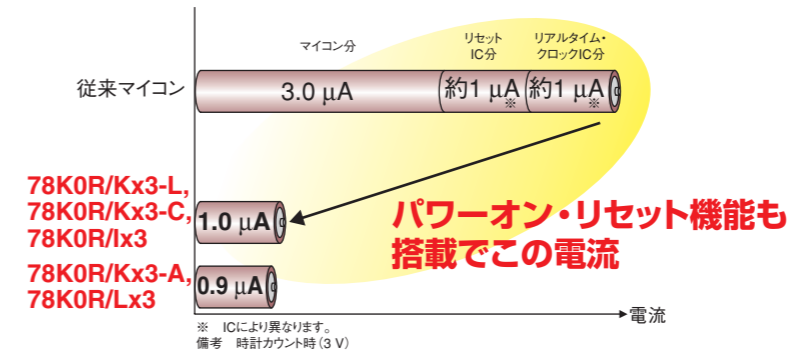 マイコン分
リセット
IC分
リアルタイム・
クロックIC分
従来マイコン
3.0 μA
約1 μA
※
約1 μA
※
78K0R/Kx3-L,
78K0R/Kx3-C,
78K0R/Ix3
1.0 μA
パワーオン・リセット機能も
搭載でこの電流
78K0R/Kx3-A,
78K0R/Lx3
0.9 μA
電流
※ ICにより異なります。
備考 時計カウント時(3 V)